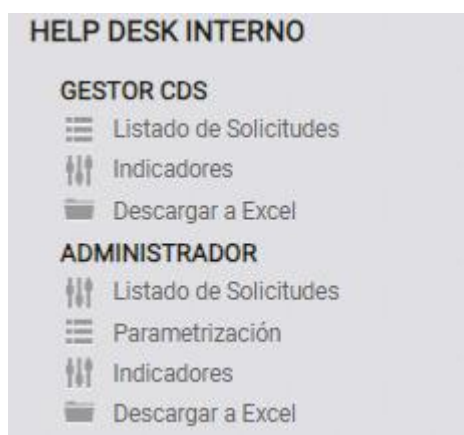 HELP DESK INTERNO
GESTOR CDS
Listado de Solicitudes
Indicadores
Descargar a Excel
ADMINISTRADOR
Listado de Solicitudes
Parametrización
Indicadores
Descargar a Excel